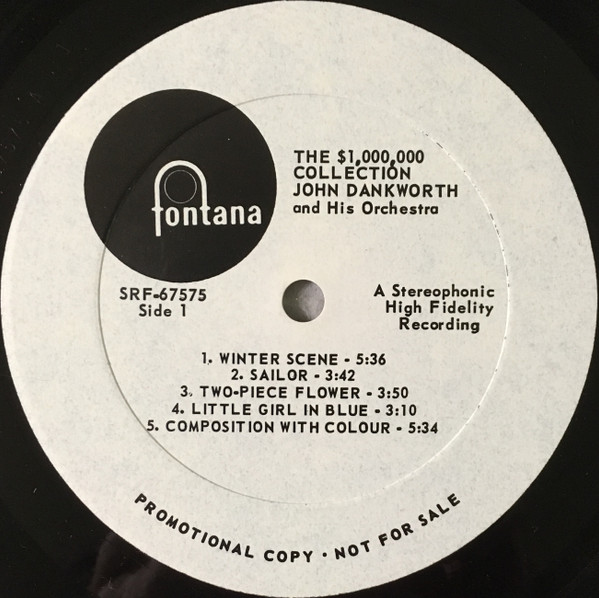 fontana
THE $1,000,000
COLLECTION
JOHN DANKWORTH
and His Orchestra
SRF-67575
Side 1
A Stereophonic
High Fidelity
Recording
1. WINTER SCENE - 5:36
2. SAILOR - 3:42
3. TWO-PIECE FLOWER - 3:50
4. LITTLE GIRL IN BLUE - 3:10
5. COMPOSITION WITH COLOUR - 5:34
PROMOTIONAL COPY · NOT FOR SALE